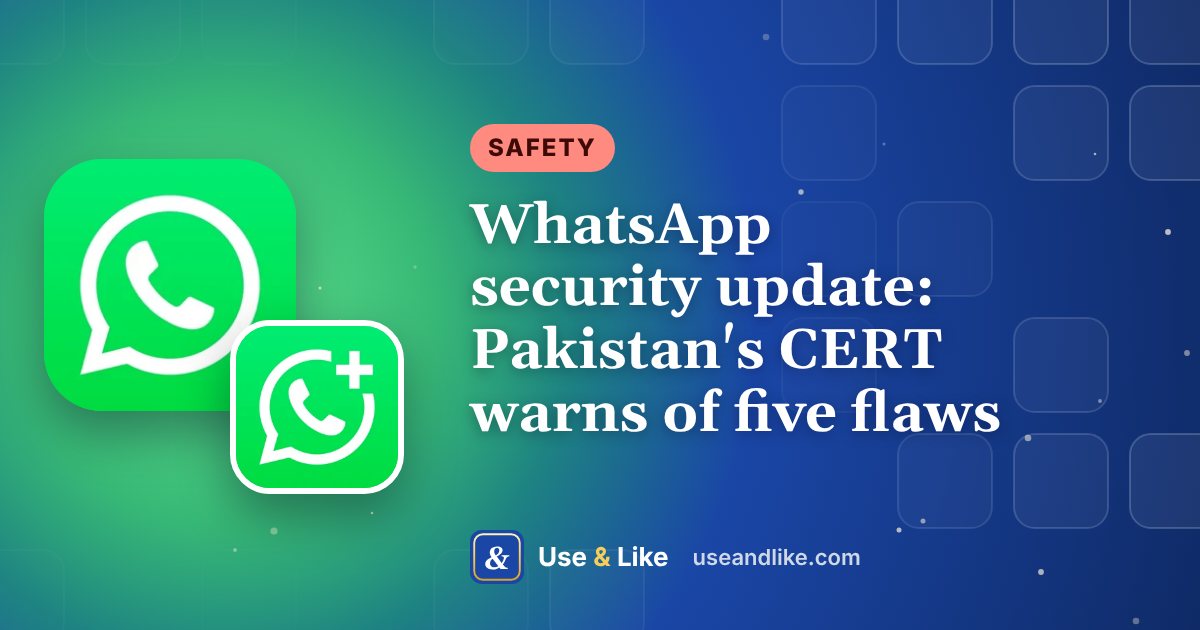 SAFETY
WhatsApp
security update:
Pakistan's CERT
warns of five flaws
& Use & Like useandlike.com